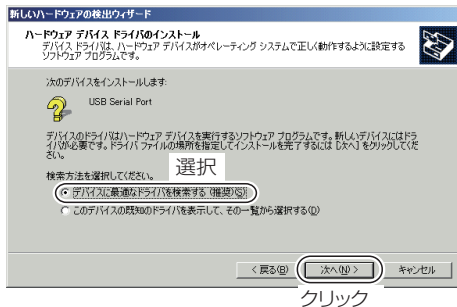 新しいハードウェアの検出ウィザード
ハードウェア デバイス ドライバのインストール
デバイス ドライバは、ハードウェア デバイスがオペレーティング システムで正しく動作するように設定する
ソフトウェア プログラムです。
次のデバイスをインストールします:
USB Serial Port
デバイスのドライバはハードウェア デバイスを実行するソフトウェア プログラムです。新しいデバイスにはドラ
イバが必要です。ドライバ ファイルの場所を指定してインストールを完了するには [次へ] をクリックしてくだ
さい。
選択
検索方法を選択してください。
デバイスに最適なドライバを検索する (推奨)(S)
このデバイスの既知のドライバを表示して、その一覧から選択する(D)
< 戻る(B)
次へ(N) >
キャンセル
クリック